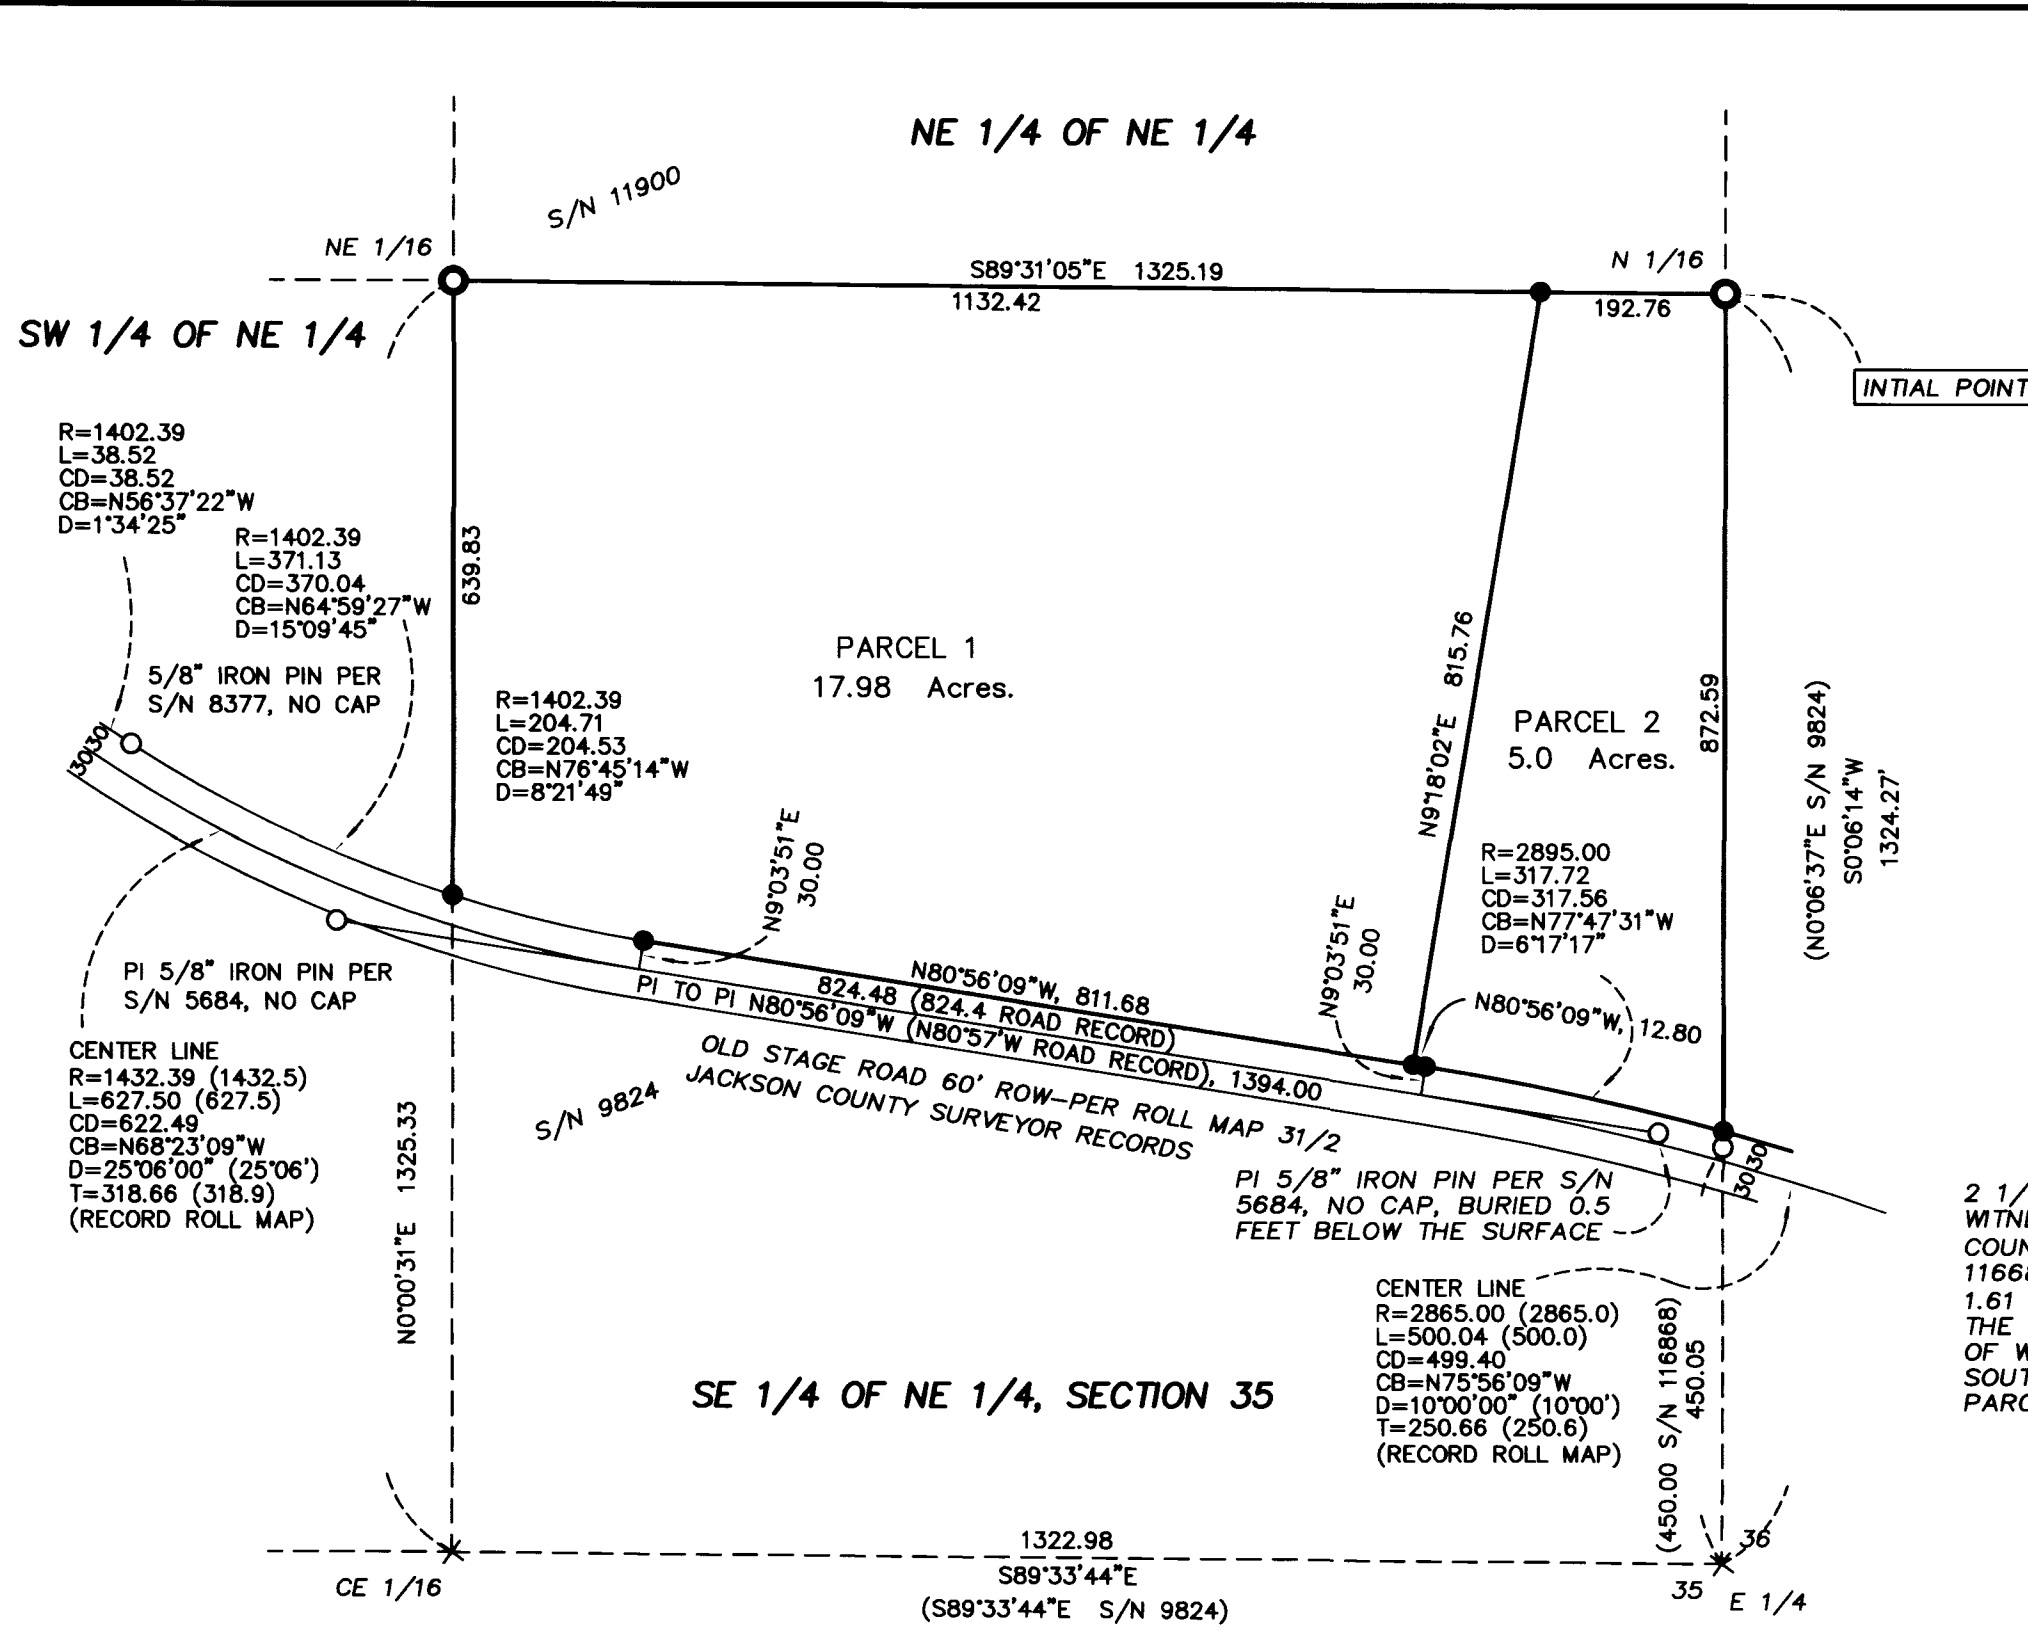 NE 1/4 OF NE 1/4
S/N 11900
NE 1/16
S89°31'05"E 1325.19
1132.42
N 1/16
192.76
SW 1/4 OF NE 1/4
INTIAL POINT
R=1402.39
L=38.52
CD=38.52
CB=N56°37'22"W
D=1°34'25"
R=1402.39
L=371.13
CD=370.04
CB=N64°59'27"W
D=15°09'45"
5/8" IRON PIN PER
S/N 8377, NO CAP
639.83
PARCEL 1
17.98 Acres.
R=1402.39
L=204.71
CD=204.53
CB=N76°45'14"W
D=8°21'49"
N9°18'02"E 815.76
PARCEL 2
5.0 Acres.
872.59
(N0°06'37"E S/N 9824)
S0°06'14"W
1324.27'
30'
30'
N9°03'51"E
30.00
R=2895.00
L=317.72
CD=317.56
CB=N77°47'31"W
D=6°17'17"
N9°03'51"E
30.00
N80°56'09"W, 12.80
PI 5/8" IRON PIN PER
S/N 5684, NO CAP
N80°56'09"W, 811.68
824.48 (824.4 ROAD RECORD)
PI TO PI N80°56'09"W (N80°57'W ROAD RECORD), 1394.00
OLD STAGE ROAD 60' ROW-PER ROLL MAP 31/2
JACKSON COUNTY SURVEYOR RECORDS
CENTER LINE
R=1432.39 (1432.5)
L=627.50 (627.5)
CD=622.49
CB=N68°23'09"W
D=25°06'00" (25°06')
T=318.66 (318.9)
(RECORD ROLL MAP)
N0°00'31"E 1325.33
S/N 9824
30
30
PI 5/8" IRON PIN PER S/N
5684, NO CAP, BURIED 0.5
FEET BELOW THE SURFACE
2 1/
WITN
COUN
1166
1.61
THE
OF W
SOUT
PARC
CENTER LINE
R=2865.00 (2865.0)
L=500.04 (500.0)
CD=499.40
CB=N75°56'09"W
D=10°00'00" (10°00')
T=250.66 (250.6)
(RECORD ROLL MAP)
(450.00 S/N 116868)
450.05
SE 1/4 OF NE 1/4, SECTION 35
1322.98
S89°33'44"E
(S89°33'44"E S/N 9824)
CE 1/16
36
35
E 1/4